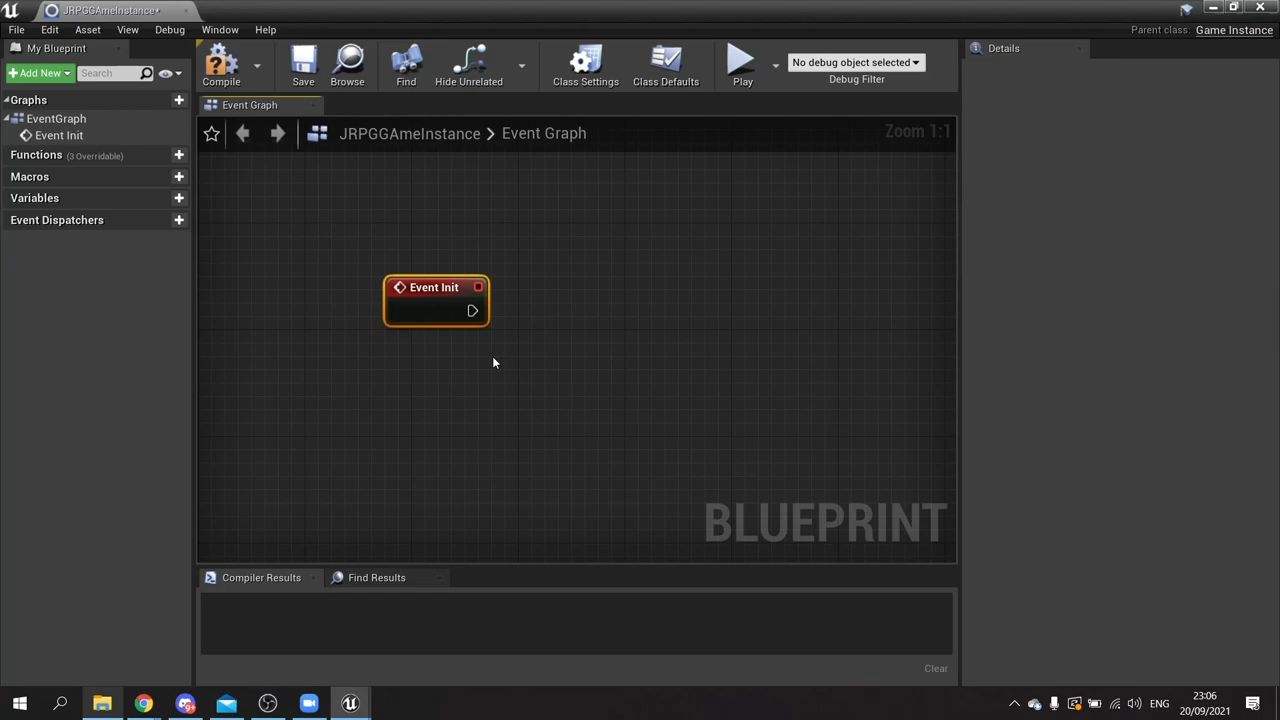 JRPGGAmeInstance*
File Edit Asset View Debug Window Help
Parent class: Game Instance
My Blueprint
Add New
Search
Graphs
EventGraph
Event Init
Functions (3 Overridable)
Macros
Variables
Event Dispatchers
Compile
Save
Browse
Find
Hide Unrelated
Class Settings
Class Defaults
Play
No debug object selected
Debug Filter
Event Graph
JRPGGAmeInstance > Event Graph
Zoom 1:1
Event Init
BLUEPRINT
Compiler Results
Find Results
Clear
Details
ENG
23:06
20/09/2021